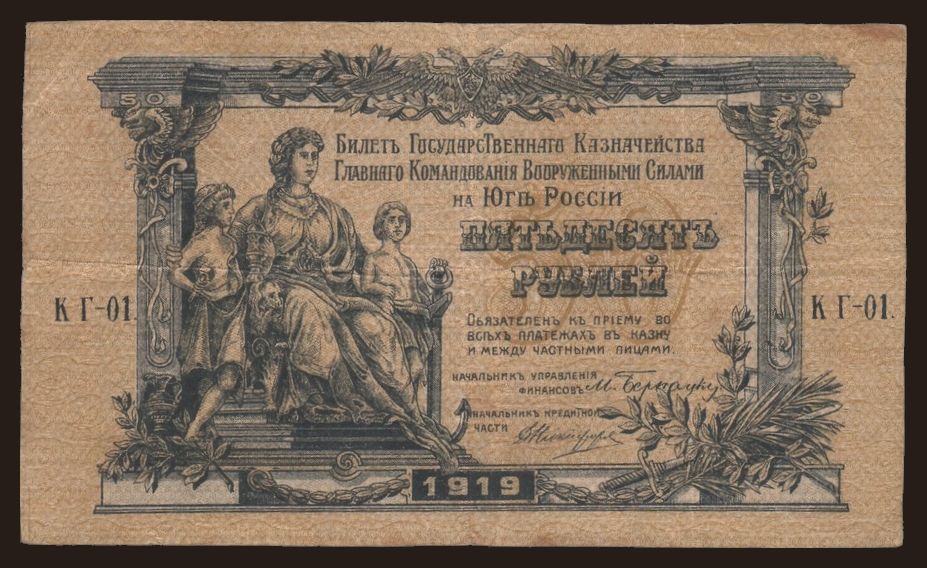 50 50
Билетъ Государственнаго Казначейства
Главнаго Командованія Вооруженными Силами
на Югѣ Россіи
ПЯТЬДЕСЯТЪ
РУБЛЕЙ
КГ-01. КГ-01.
Обязателенъ къ пріему во
всѣхъ платежахъ въ казну
и между частными лицами.
Начальникъ управленія
финансовъ
Начальникъ кредитной
части
1919